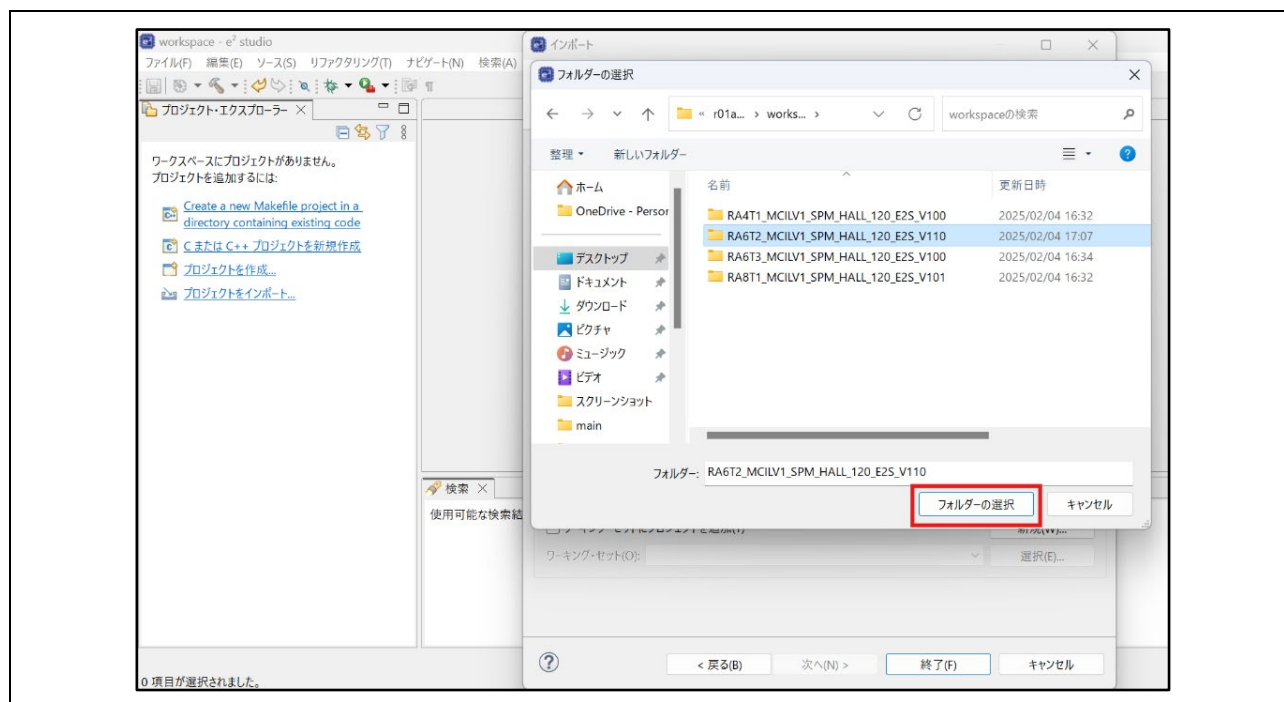 workspace - e² studio
ファイル(F) 編集(E) ソース(S) リファクタリング(T) ナビゲート(N) 検索(A)
プロジェクト・エクスプローラー
ワークスペースにプロジェクトがありません。
プロジェクトを追加するには:
Create a new Makefile project in a
directory containing existing code
C または C++ プロジェクトを新規作成
プロジェクトを作成...
プロジェクトをインポート...
検索
使用可能な検索結
0 項目が選択されました。
インポート
フォルダーの選択
« r01a... › works... ›
workspaceの検索
整理 新しいフォルダー
ホーム
OneDrive - Person
デスクトップ
ドキュメント
ダウンロード
ピクチャ
ミュージック
ビデオ
スクリーンショット
main
名前 更新日時
RA4T1_MCILV1_SPM_HALL_120_E2S_V100 2025/02/04 16:32
RA6T2_MCILV1_SPM_HALL_120_E2S_V110 2025/02/04 17:07
RA6T3_MCILV1_SPM_HALL_120_E2S_V100 2025/02/04 16:34
RA8T1_MCILV1_SPM_HALL_120_E2S_V101 2025/02/04 16:32
フォルダー: RA6T2_MCILV1_SPM_HALL_120_E2S_V110
フォルダーの選択 キャンセル
ワーキング・セット(O): 選択(E)...
< 戻る(B) 次へ(N) > 終了(F) キャンセル